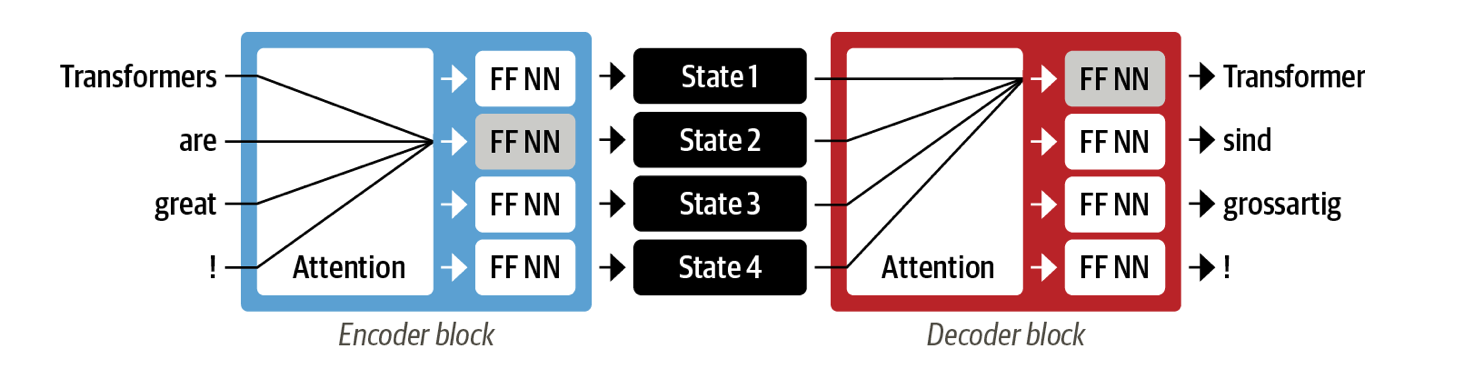 Transformers FF NN State 1 FF NN Transformer
are FF NN State 2 FF NN sind
great FF NN State 3 FF NN grossartig
! Attention FF NN State 4 Attention FF NN !
Encoder block Decoder block